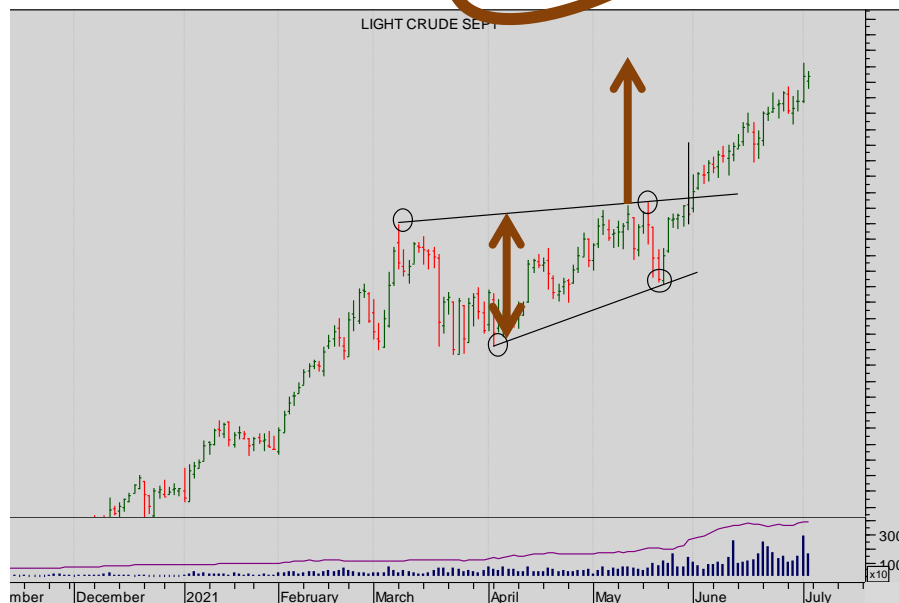 LIGHT CRUDE SEPT
300
100
x10
mber December 2021 February March April May June July